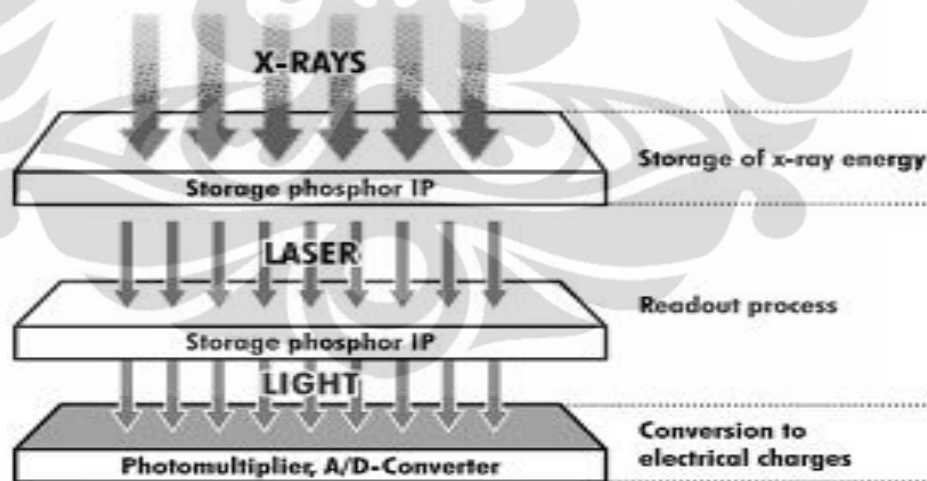 X-RAYS
Storage of x-ray energy
Storage phosphor IP
LASER
Readout process
Storage phosphor IP
LIGHT
Conversion to
electrical charges
Photomultiplier, A/D-Converter